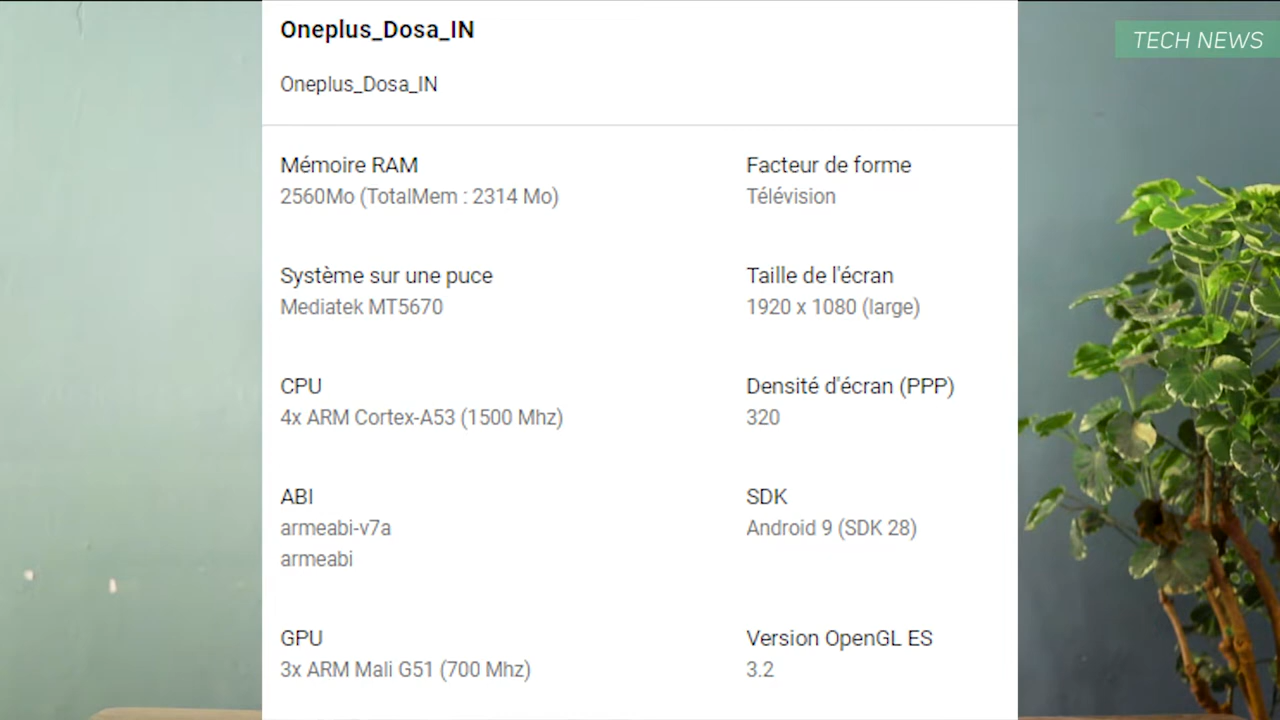 Oneplus_Dosa_IN
TECH NEWS
Oneplus_Dosa_IN
Mémoire RAM
2560Mo (TotalMem : 2314 Mo)
Facteur de forme
Télévision
Système sur une puce
Mediatek MT5670
Taille de l'écran
1920 x 1080 (large)
CPU
4x ARM Cortex-A53 (1500 Mhz)
Densité d'écran (PPP)
320
ABI
armeabi-v7a
armeabi
SDK
Android 9 (SDK 28)
GPU
3x ARM Mali G51 (700 Mhz)
Version OpenGL ES
3.2